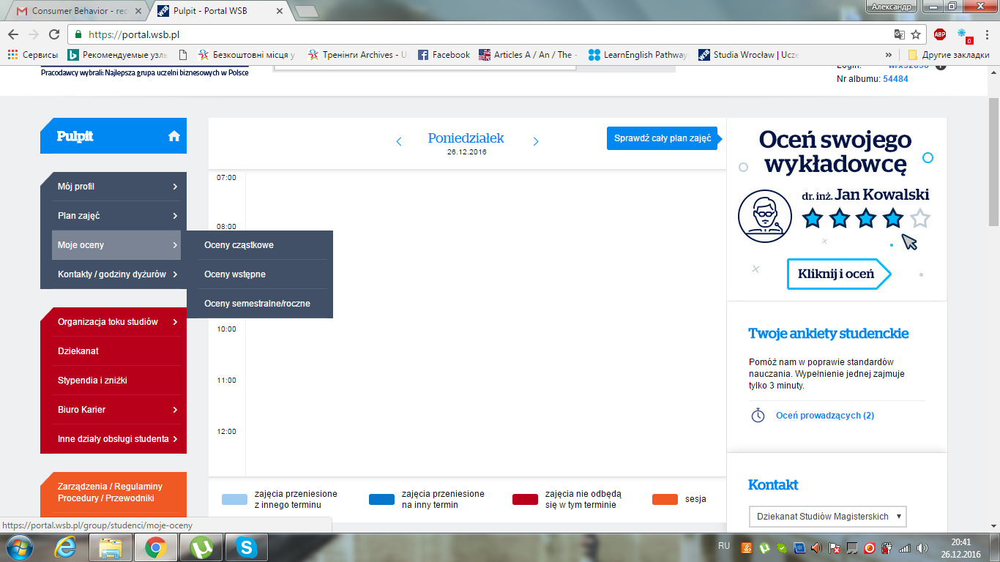 Consumer Behavior - rec
Pulpit - Portal WSB
Александр
https://portal.wsb.pl
ABP
0
Сервисы
Рекомендуемые узлы
Безкоштовні місця у
Тренінги Archives - U
Facebook
Articles A / An / The -
LearnEnglish Pathway
WSB
Studia Wrocław | Ucze
»
Другие закладки
Pracodawcy wybrali: Najlepsza grupa uczelni biznesowych w Polsce
Nr albumu: 54484
Pulpit
Mój profil
Plan zajęć
Moje oceny
Kontakty / godziny dyżurów
Oceny cząstkowe
Oceny wstępne
Oceny semestralne/roczne
Organizacja toku studiów
Dziekanat
Stypendia i zniżki
Biuro Karier
Inne działy obsługi studenta
Zarządzenia / Regulaminy
Procedury / Przewodniki
Poniedziałek
26.12.2016
Sprawdź cały plan zajęć
07:00
08:00
10:00
11:00
12:00
zajęcia przeniesione
z innego terminu
zajęcia przeniesione
na inny termin
zajęcia nie odbędą
się w tym terminie
sesja
Oceń swojego
wykładowcę
dr. inż. Jan Kowalski
Kliknij i oceń
Twoje ankiety studenckie
Pomóż nam w poprawie standardów
nauczania. Wypełnienie jednej zajmuje
tylko 3 minuty.
Oceń prowadzących (2)
Kontakt
Dziekanat Studiów Magisterskich
https://portal.wsb.pl/group/studenci/moje-oceny
RU
20:41
26.12.2016